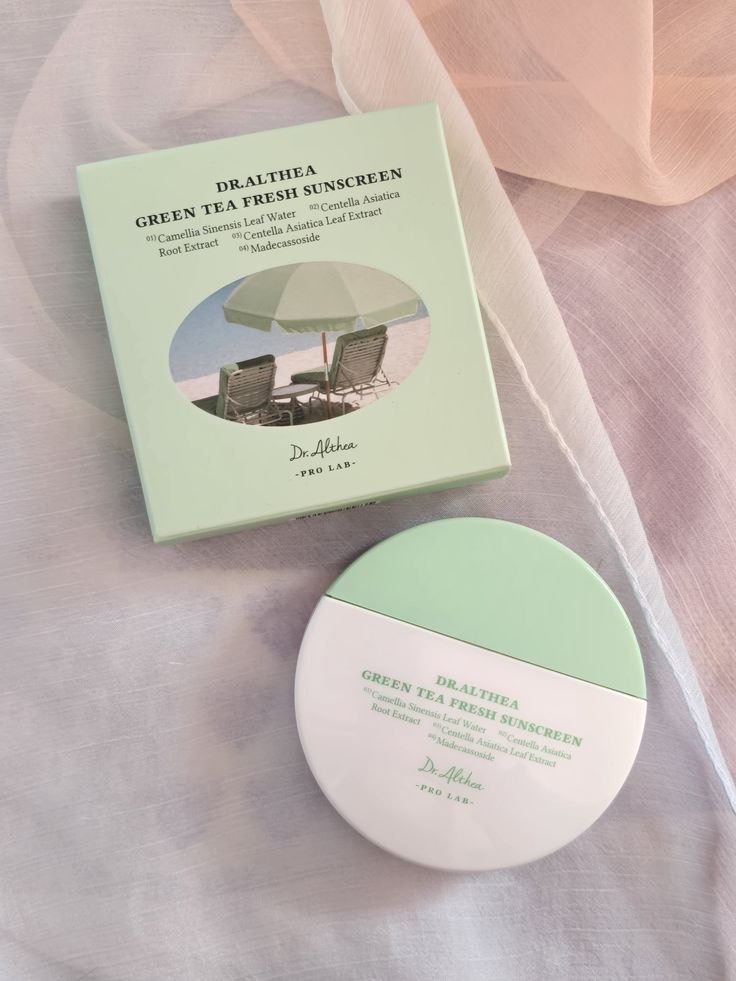 DR.ALTHEA
GREEN TEA FRESH SUNSCREEN
01) Camellia Sinensis Leaf Water 02) Centella Asiatica
Root Extract 03) Centella Asiatica Leaf Extract
04) Madecassoside
Dr. Althea
-PRO LAB-
DR.ALTHEA
GREEN TEA FRESH SUNSCREEN
01) Camellia Sinensis Leaf Water 02) Centella Asiatica
Root Extract 03) Centella Asiatica Leaf Extract
04) Madecassoside
Dr. Althea
-PRO LAB-